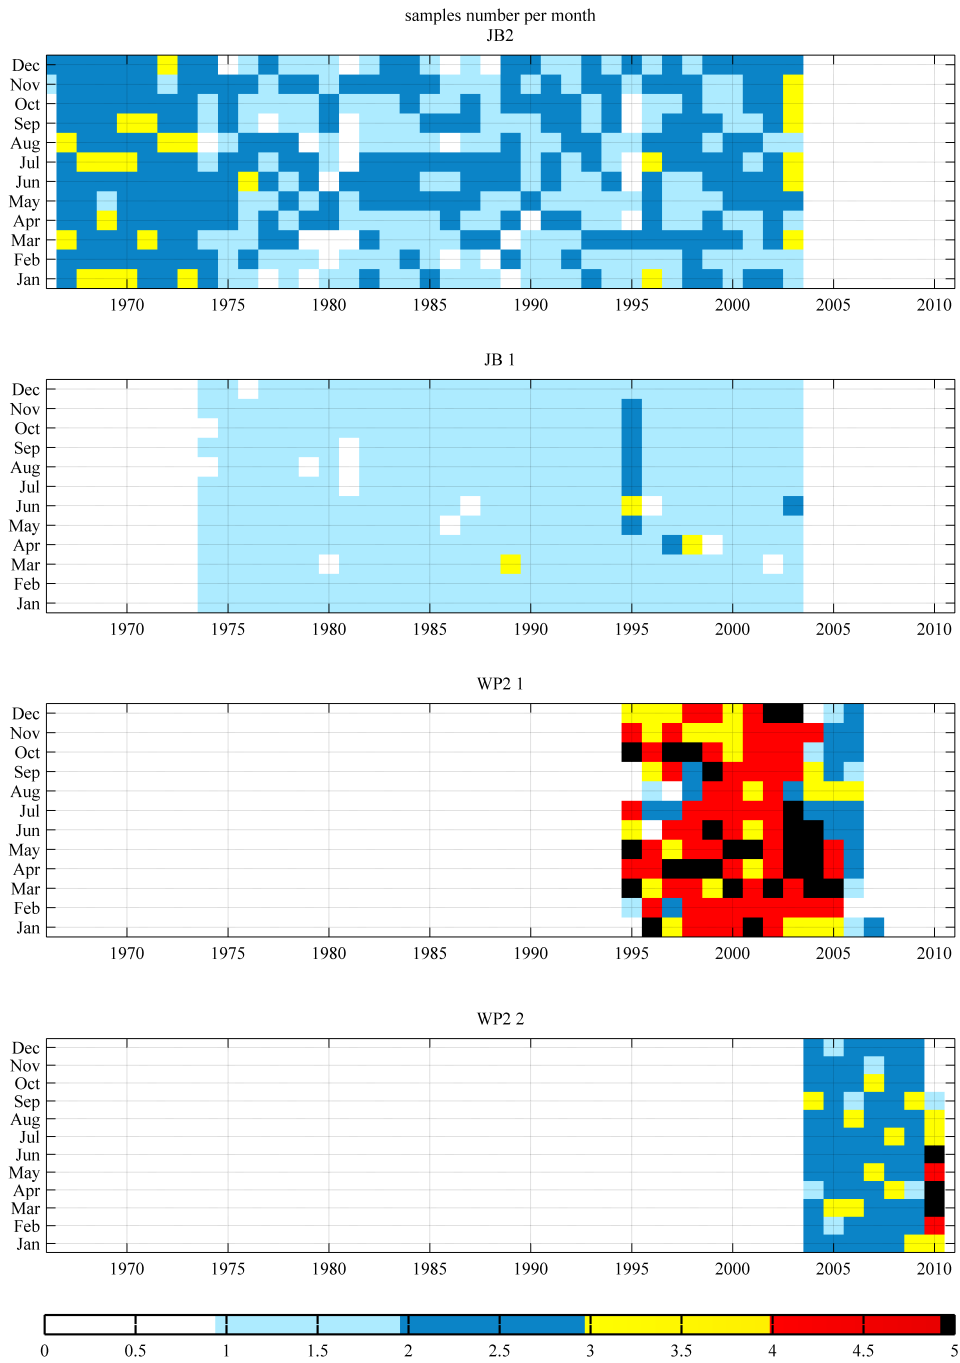 samples number per month
JB2
Dec
Nov
Oct
Sep
Aug
Jul
Jun
May
Apr
Mar
Feb
Jan
1970 1975 1980 1985 1990 1995 2000 2005 2010
JB 1
Dec
Nov
Oct
Sep
Aug
Jul
Jun
May
Apr
Mar
Feb
Jan
1970 1975 1980 1985 1990 1995 2000 2005 2010
WP2 1
Dec
Nov
Oct
Sep
Aug
Jul
Jun
May
Apr
Mar
Feb
Jan
1970 1975 1980 1985 1990 1995 2000 2005 2010
WP2 2
Dec
Nov
Oct
Sep
Aug
Jul
Jun
May
Apr
Mar
Feb
Jan
1970 1975 1980 1985 1990 1995 2000 2005 2010
0 0.5 1 1.5 2 2.5 3 3.5 4 4.5 5